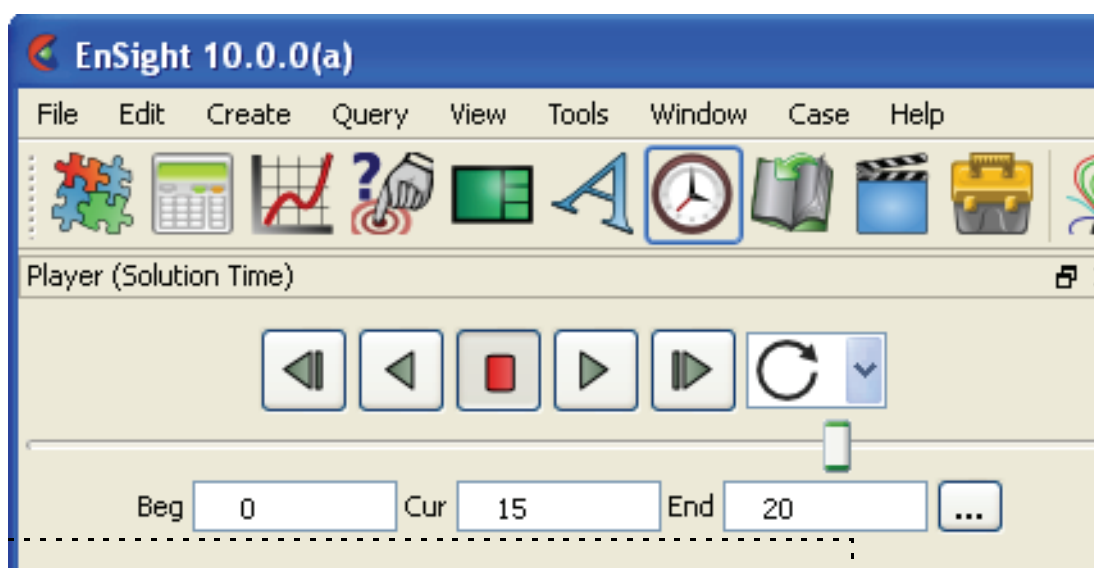 EnSight 10.0.0(a)
File Edit Create Query View Tools Window Case Help
Player (Solution Time)
Beg 0 Cur 15 End 20 ...